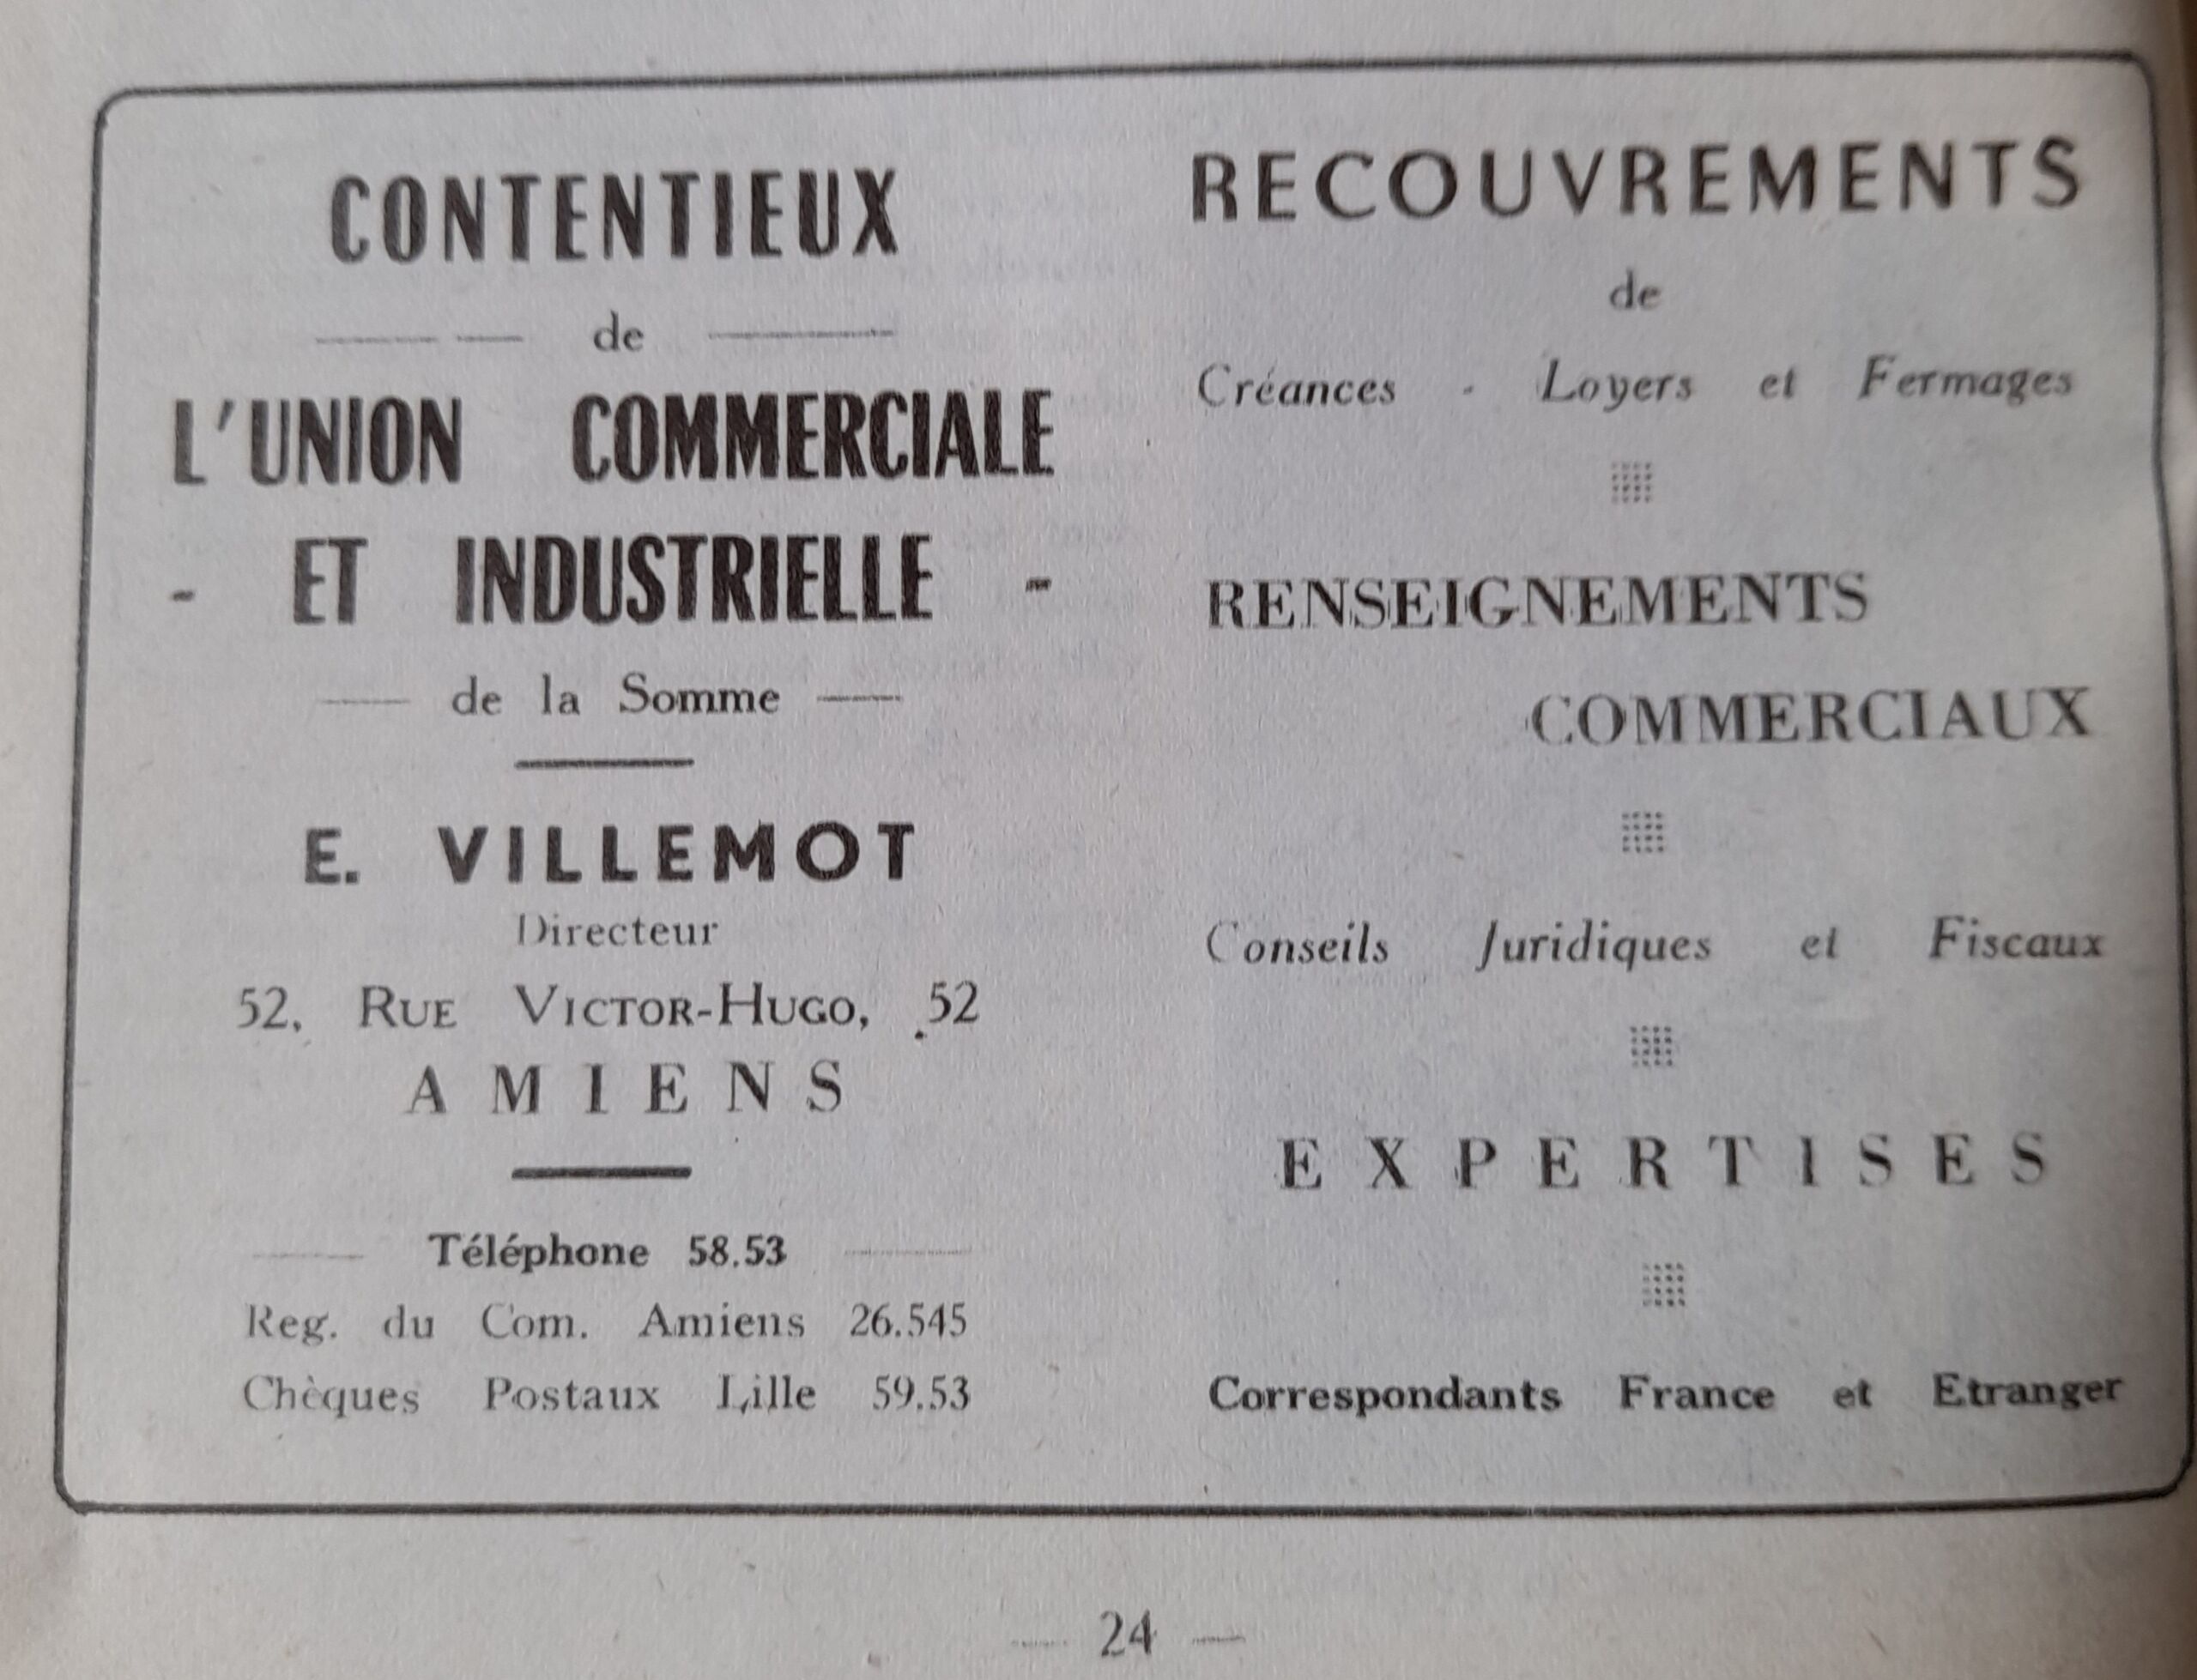 CONTENTIEUX
de
L'UNION COMMERCIALE
- ET INDUSTRIELLE -
de la Somme
E. VILLEMOT
Directeur
52, RUE VICTOR-HUGO, 52
AMIENS
Téléphone 58.53
Reg. du Com. Amiens 26.545
Chèques Postaux Lille 59.53
RECOUVREMENTS
de
Créances - Loyers et Fermages
RENSEIGNEMENTS
COMMERCIAUX
Conseils Juridiques et Fiscaux
EXPERTISES
Correspondants France et Etranger
— 24 —